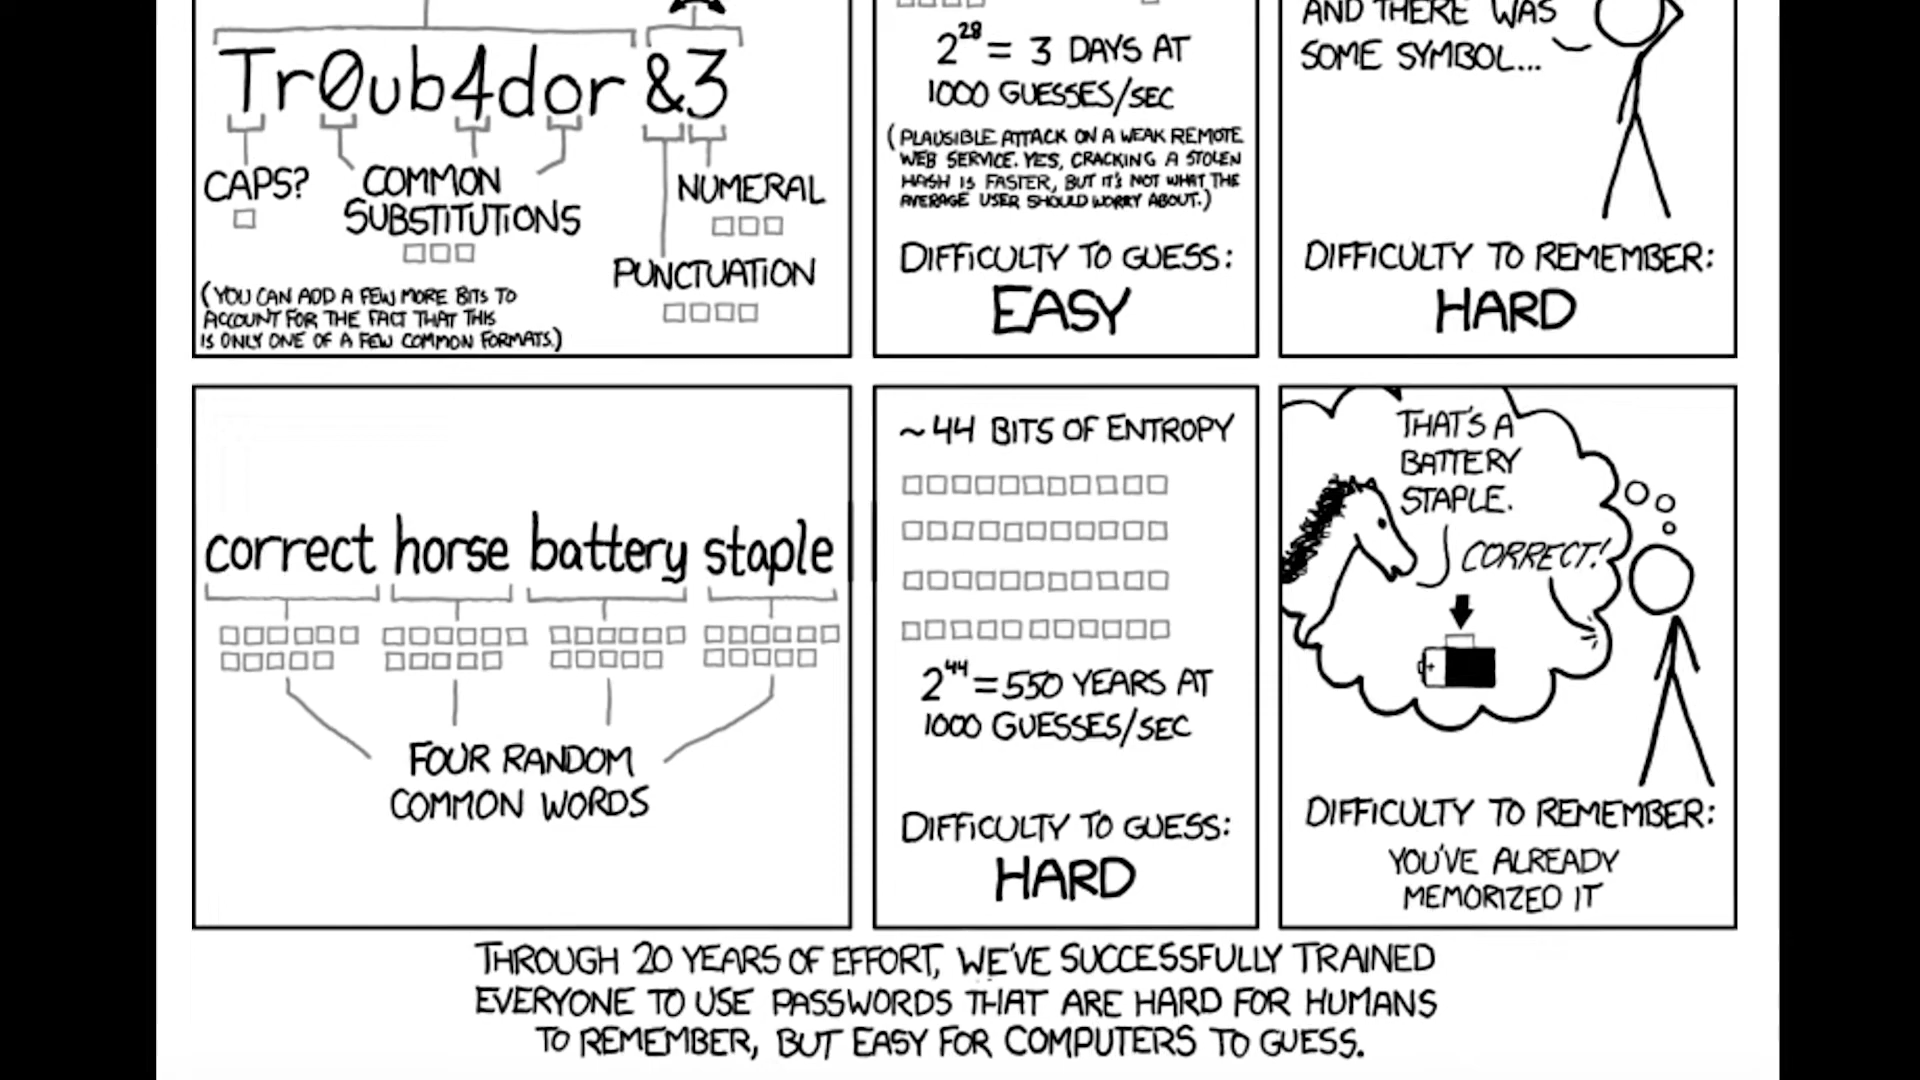 Tr0ub4dor &3
CAPS?
COMMON
SUBSTITUTIONS
NUMERAL
PUNCTUATION
(YOU CAN ADD A FEW MORE BITS TO
ACCOUNT FOR THE FACT THAT THIS
IS ONLY ONE OF A FEW COMMON FORMATS.)
2^28 = 3 DAYS AT
1000 GUESSES/SEC
(PLAUSIBLE ATTACK ON A WEAK REMOTE
WEB SERVICE. YES, CRACKING A STOLEN
HASH IS FASTER, BUT IT'S NOT WHAT THE
AVERAGE USER SHOULD WORRY ABOUT.)
DIFFICULTY TO GUESS:
EASY
AND THERE WAS
SOME SYMBOL...
DIFFICULTY TO REMEMBER:
HARD
correct horse battery staple
FOUR RANDOM
COMMON WORDS
~44 BITS OF ENTROPY
2^44 = 550 YEARS AT
1000 GUESSES/SEC
DIFFICULTY TO GUESS:
HARD
THAT'S A
BATTERY
STAPLE.
CORRECT!
+
DIFFICULTY TO REMEMBER:
YOU'VE ALREADY
MEMORIZED IT
THROUGH 20 YEARS OF EFFORT, WE'VE SUCCESSFULLY TRAINED
EVERYONE TO USE PASSWORDS THAT ARE HARD FOR HUMANS
TO REMEMBER, BUT EASY FOR COMPUTERS TO GUESS.